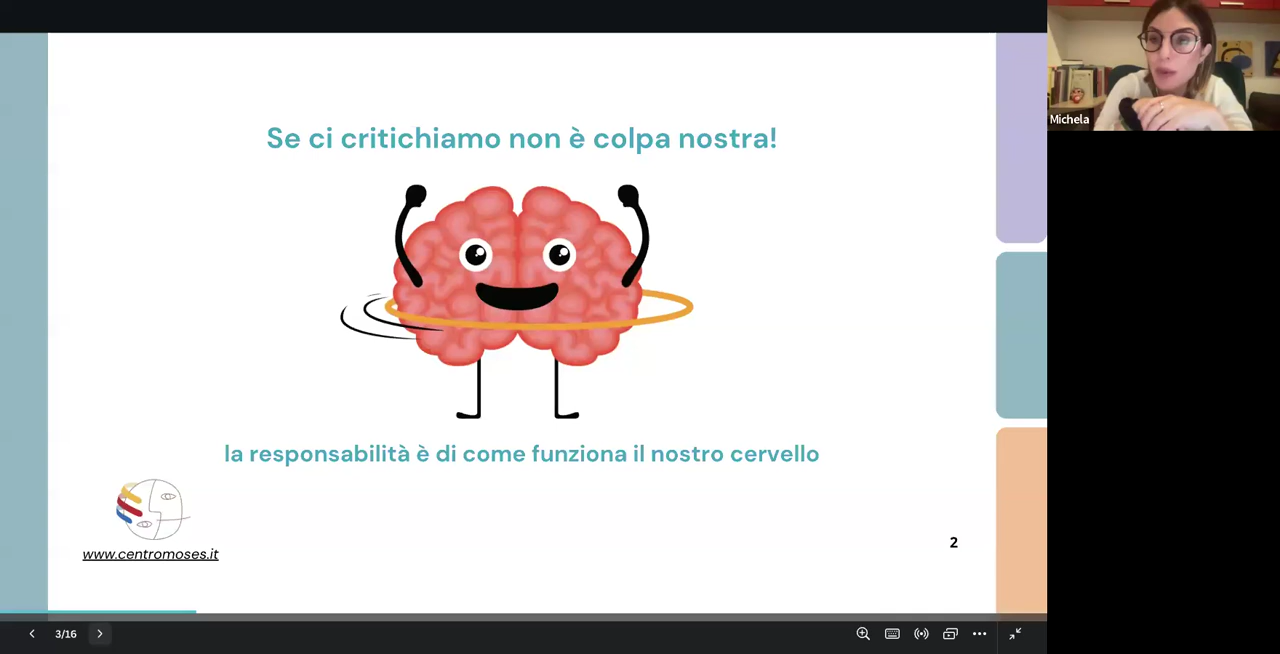 Se ci critichiamo non è colpa nostra!
la responsabilità è di come funziona il nostro cervello
www.centromoses.it
2
3/16
Michela